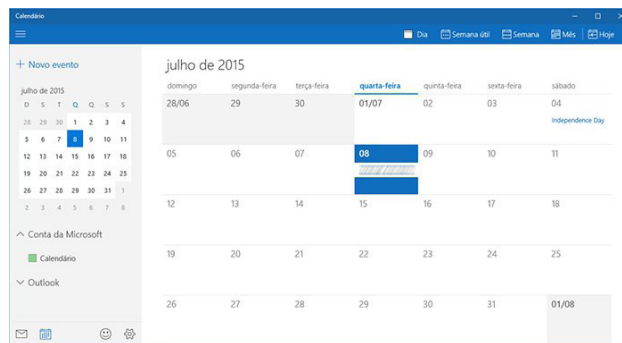 Calendário
Dia Semana útil Semana Mês Hoje
+ Novo evento
julho de 2015
D S T Q Q S S
28 29 30 1 2 3 4
5 6 7 8 9 10 11
12 13 14 15 16 17 18
19 20 21 22 23 24 25
26 27 28 29 30 31 1
2 3 4 5 6 7 8
Conta da Microsoft
Calendário
Outlook
julho de 2015
domingo segunda-feira terça-feira quarta-feira quinta-feira sexta-feira sábado
28/06 29 30 01/07 02 03 04
Independence Day
05 06 07 08 09 10 11
12 13 14 15 16 17 18
19 20 21 22 23 24 25
26 27 28 29 30 31 01/08